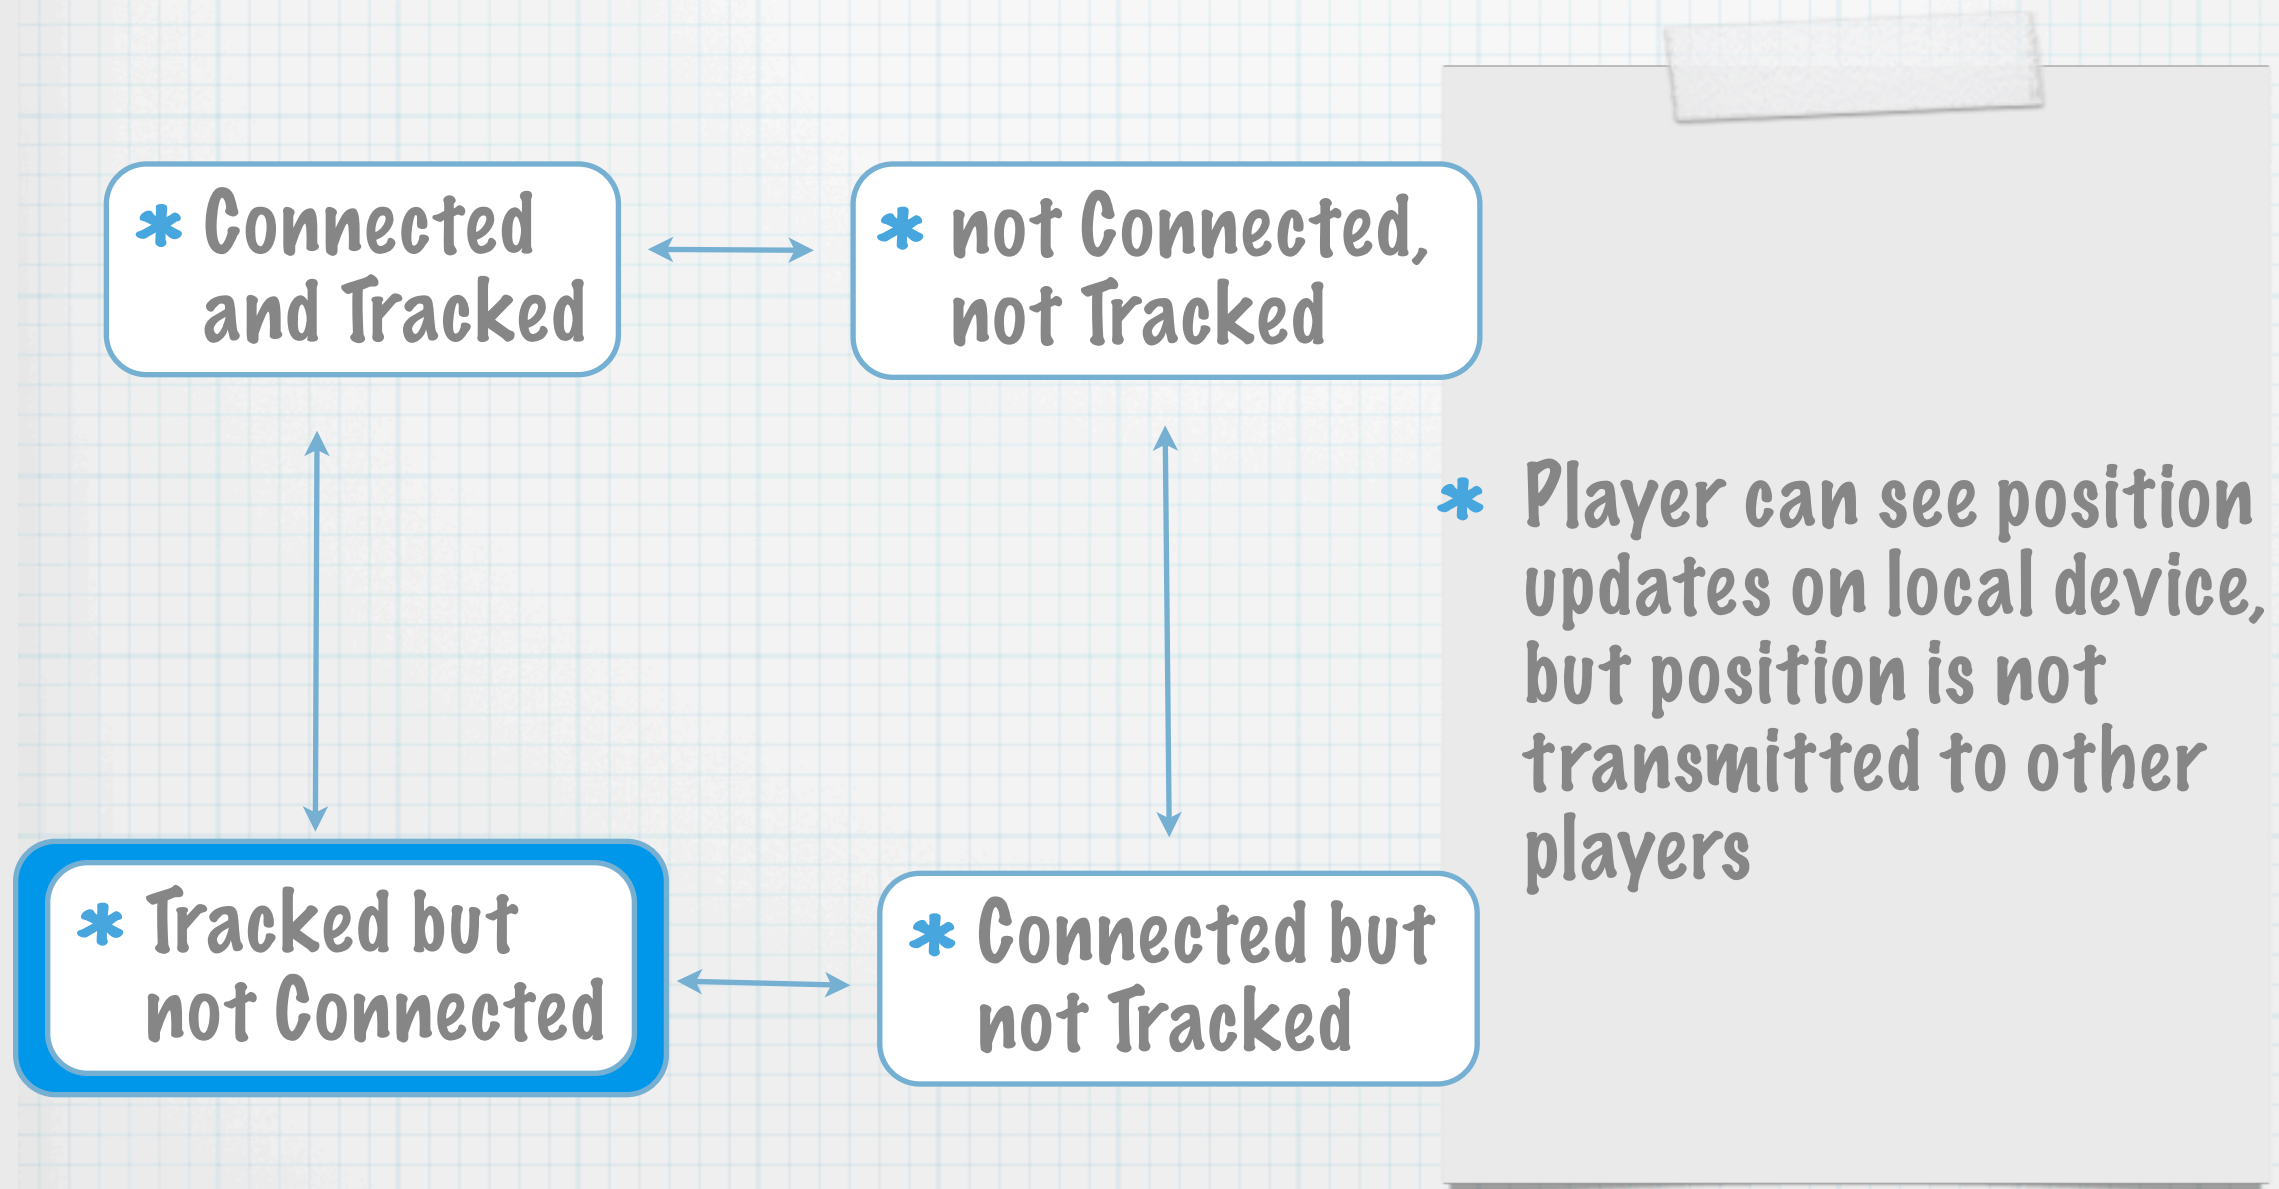 * Connected
and Tracked
* not Connected,
not Tracked
* Tracked but
not Connected
* Connected but
not Tracked
* Player can see position
updates on local device,
but position is not
transmitted to other
players